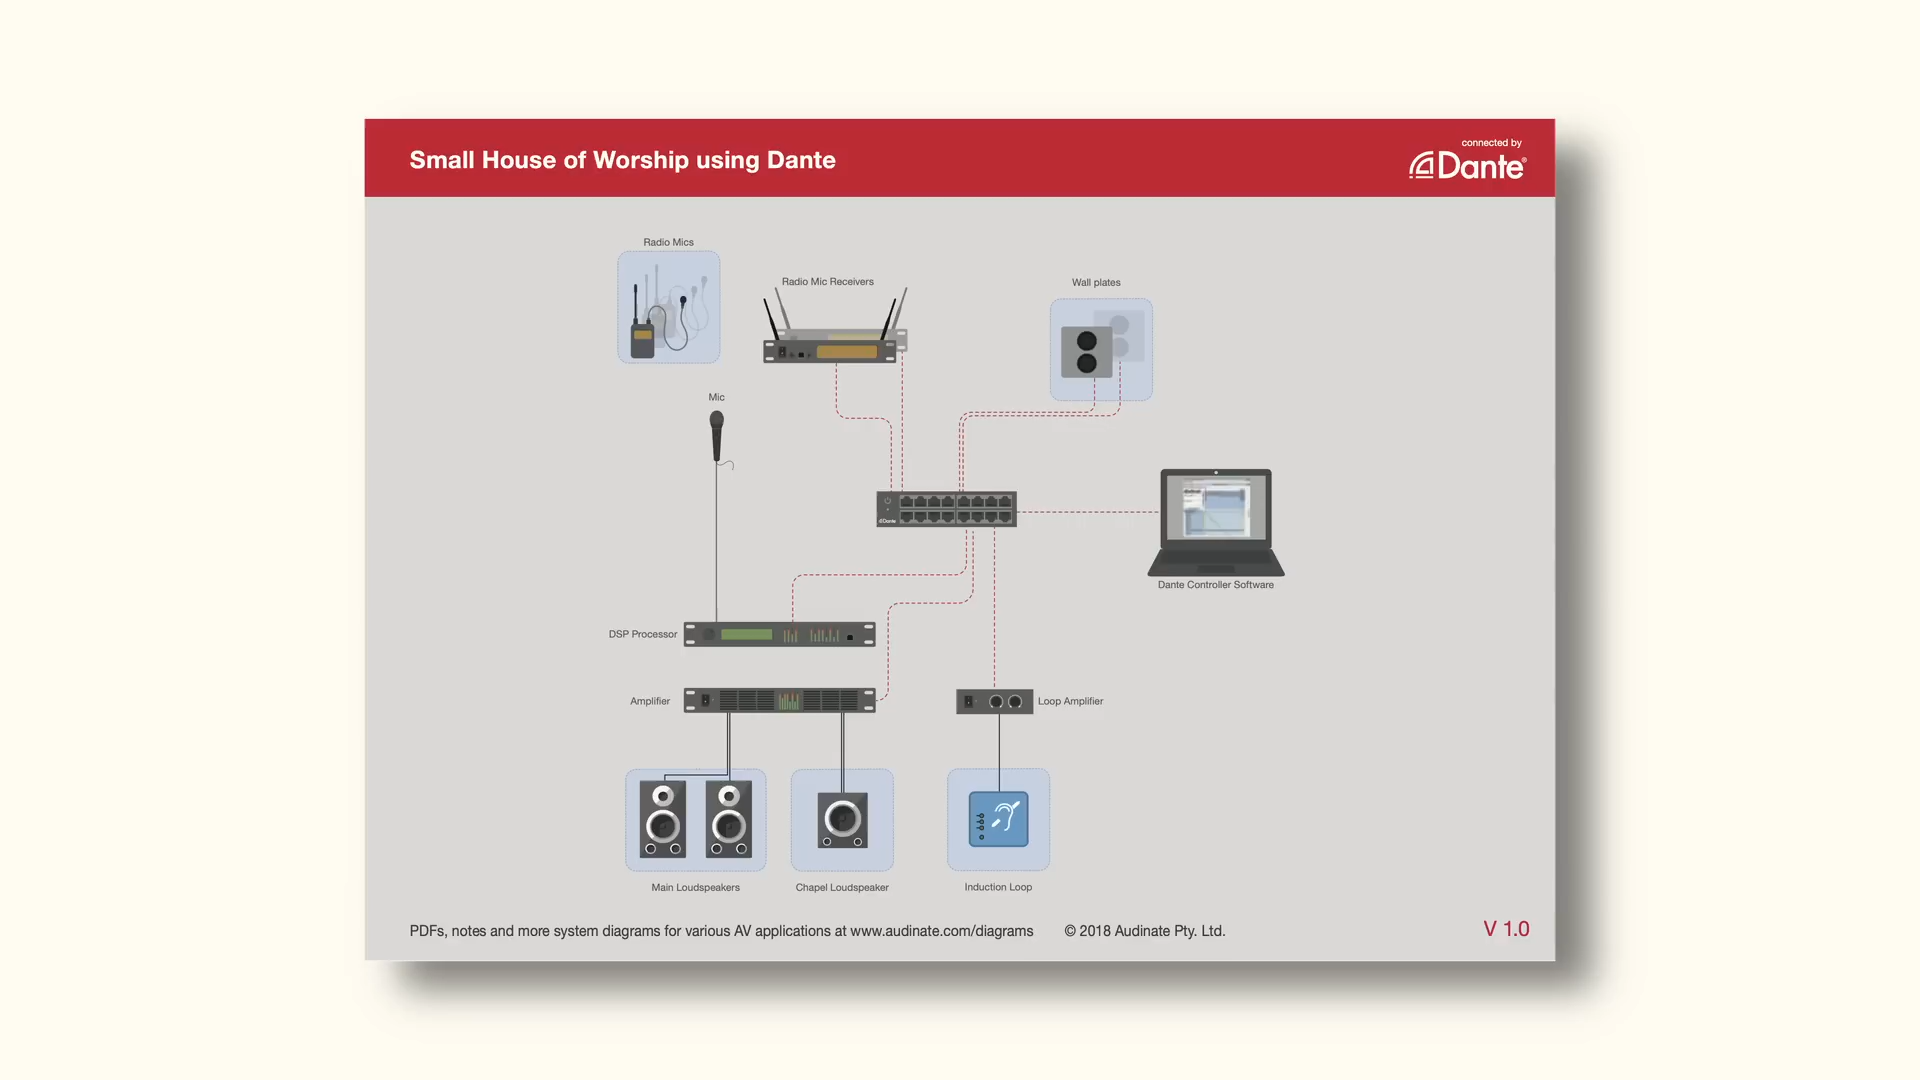 Small House of Worship using Dante
connected by
Dante®
Radio Mics
Radio Mic Receivers
Wall plates
Mic
Dante
Dante Controller Software
DSP Processor
Amplifier
Loop Amplifier
Main Loudspeakers
Chapel Loudspeaker
Induction Loop
PDFs, notes and more system diagrams for various AV applications at www.audinate.com/diagrams
© 2018 Audinate Pty. Ltd.
V 1.0